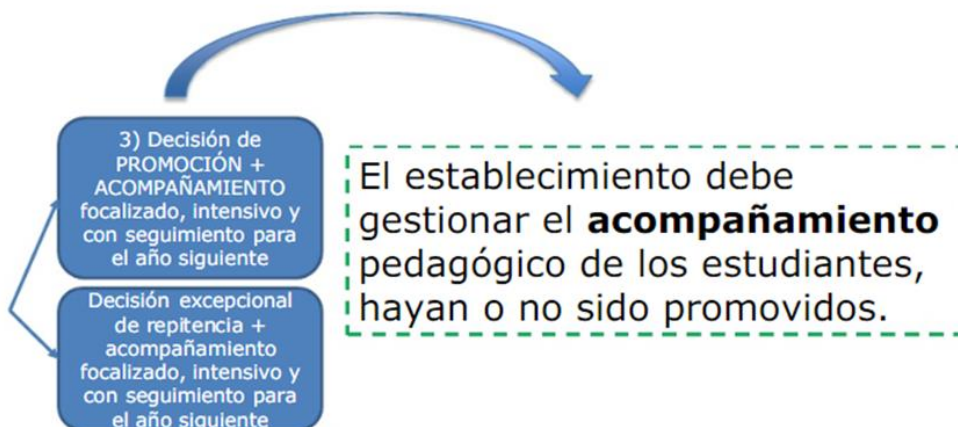 3) Decisión de
PROMOCIÓN +
ACOMPAÑAMIENTO
focalizado, intensivo y
con seguimiento para
el año siguiente
Decisión excepcional
de repitencia +
acompañamiento
focalizado, intensivo y
con seguimiento para
el año siguiente
El establecimiento debe
gestionar el acompañamiento
pedagógico de los estudiantes,
hayan o no sido promovidos.